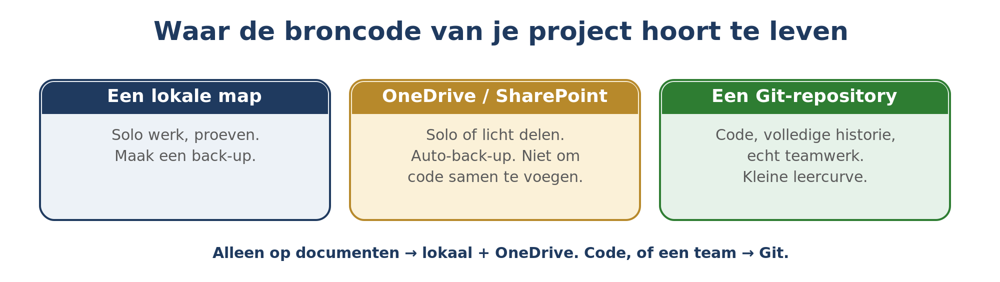 Waar de broncode van je project hoort te leven
Een lokale map
Solo werk, proeven.
Maak een back-up.
OneDrive / SharePoint
Solo of licht delen.
Auto-back-up. Niet om
code samen te voegen.
Een Git-repository
Code, volledige historie,
echt teamwerk.
Kleine leercurve.
Alleen op documenten → lokaal + OneDrive. Code, of een team → Git.